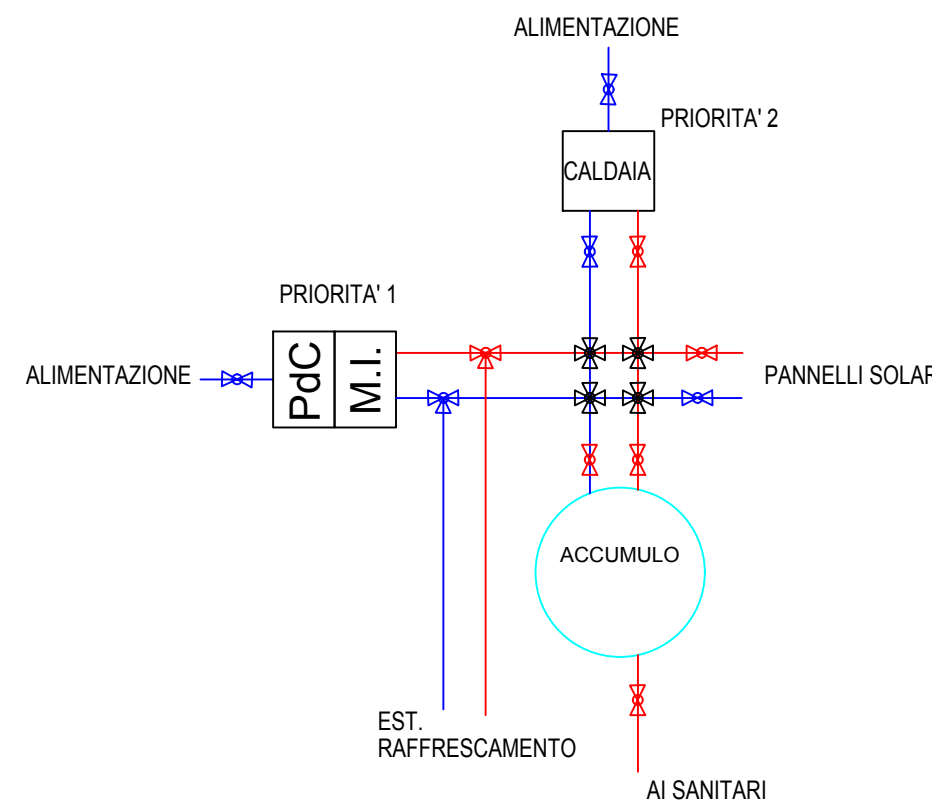 ALIMENTAZIONE
PRIORITA' 2
CALDAIA
PRIORITA' 1
ALIMENTAZIONE
PdC
M.I.
PANNELLI SOLAR
ACCUMULO
EST.
RAFFRESCAMENTO
AI SANITARI